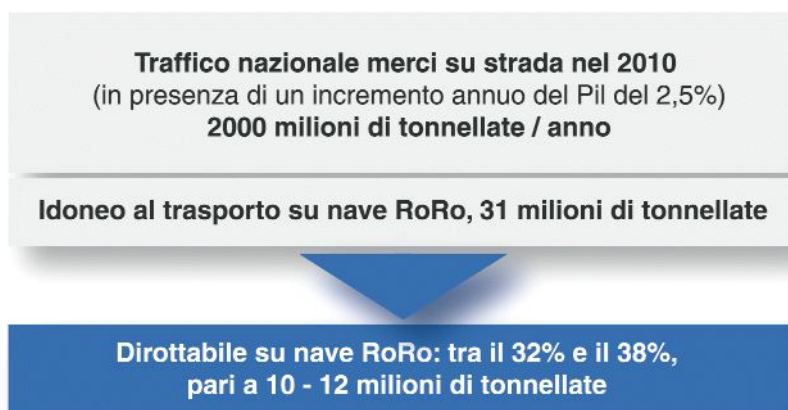 Traffico nazionale merci su strada nel 2010
(in presenza di un incremento annuo del Pil del 2,5%)
2000 milioni di tonnellate / anno
Idoneo al trasporto su nave RoRo, 31 milioni di tonnellate
Dirottabile su nave RoRo: tra il 32% e il 38%,
pari a 10 - 12 milioni di tonnellate